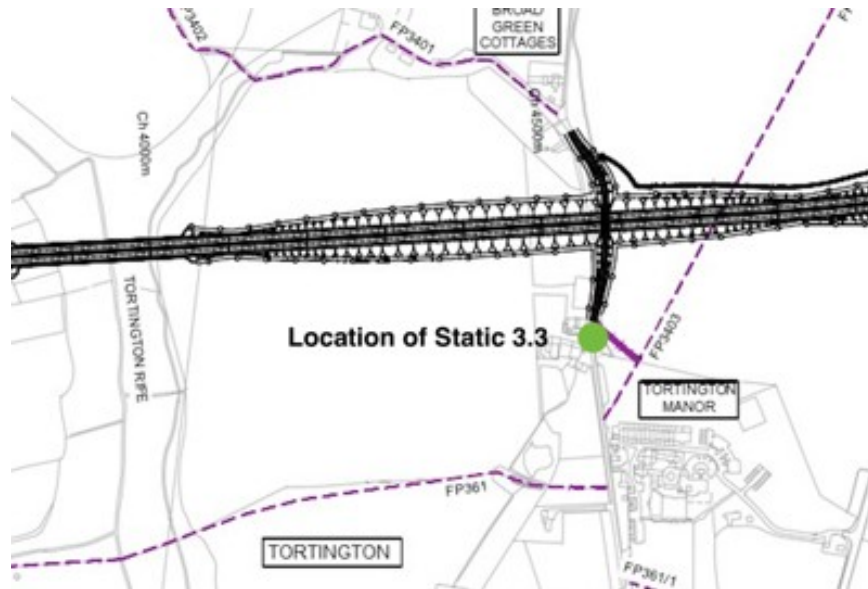 BROAD
GREEN
COTTAGES
FP3402
FP3401
Ch 4000m
Ch 4500m
TORTINGTON RIFE
Location of Static 3.3
FP3403
TORTINGTON
MANOR
FP361
TORTINGTON
FP361/1